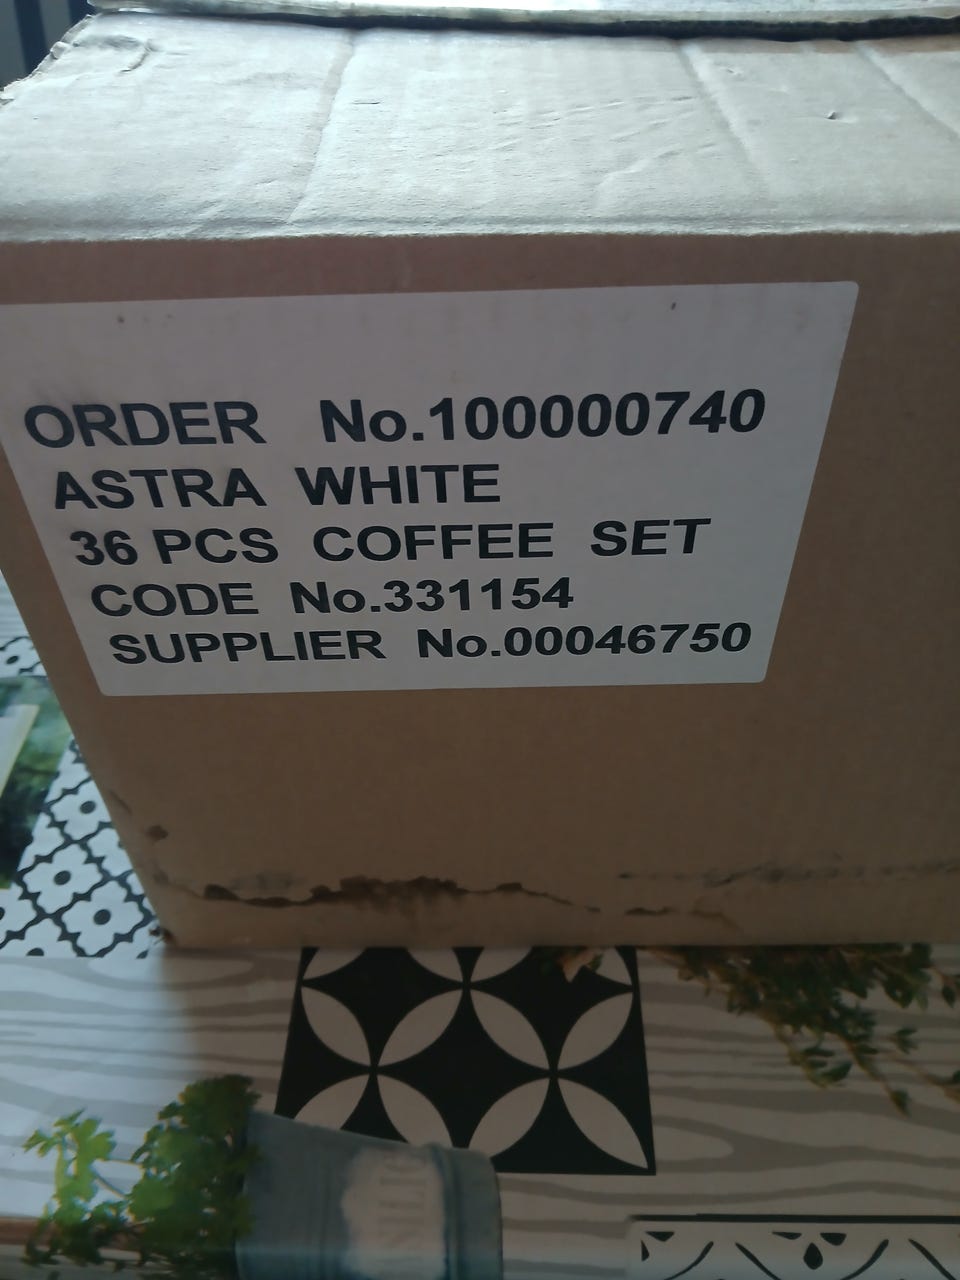 ORDER No.100000740
ASTRA WHITE
36 PCS COFFEE SET
CODE No.331154
SUPPLIER No.00046750